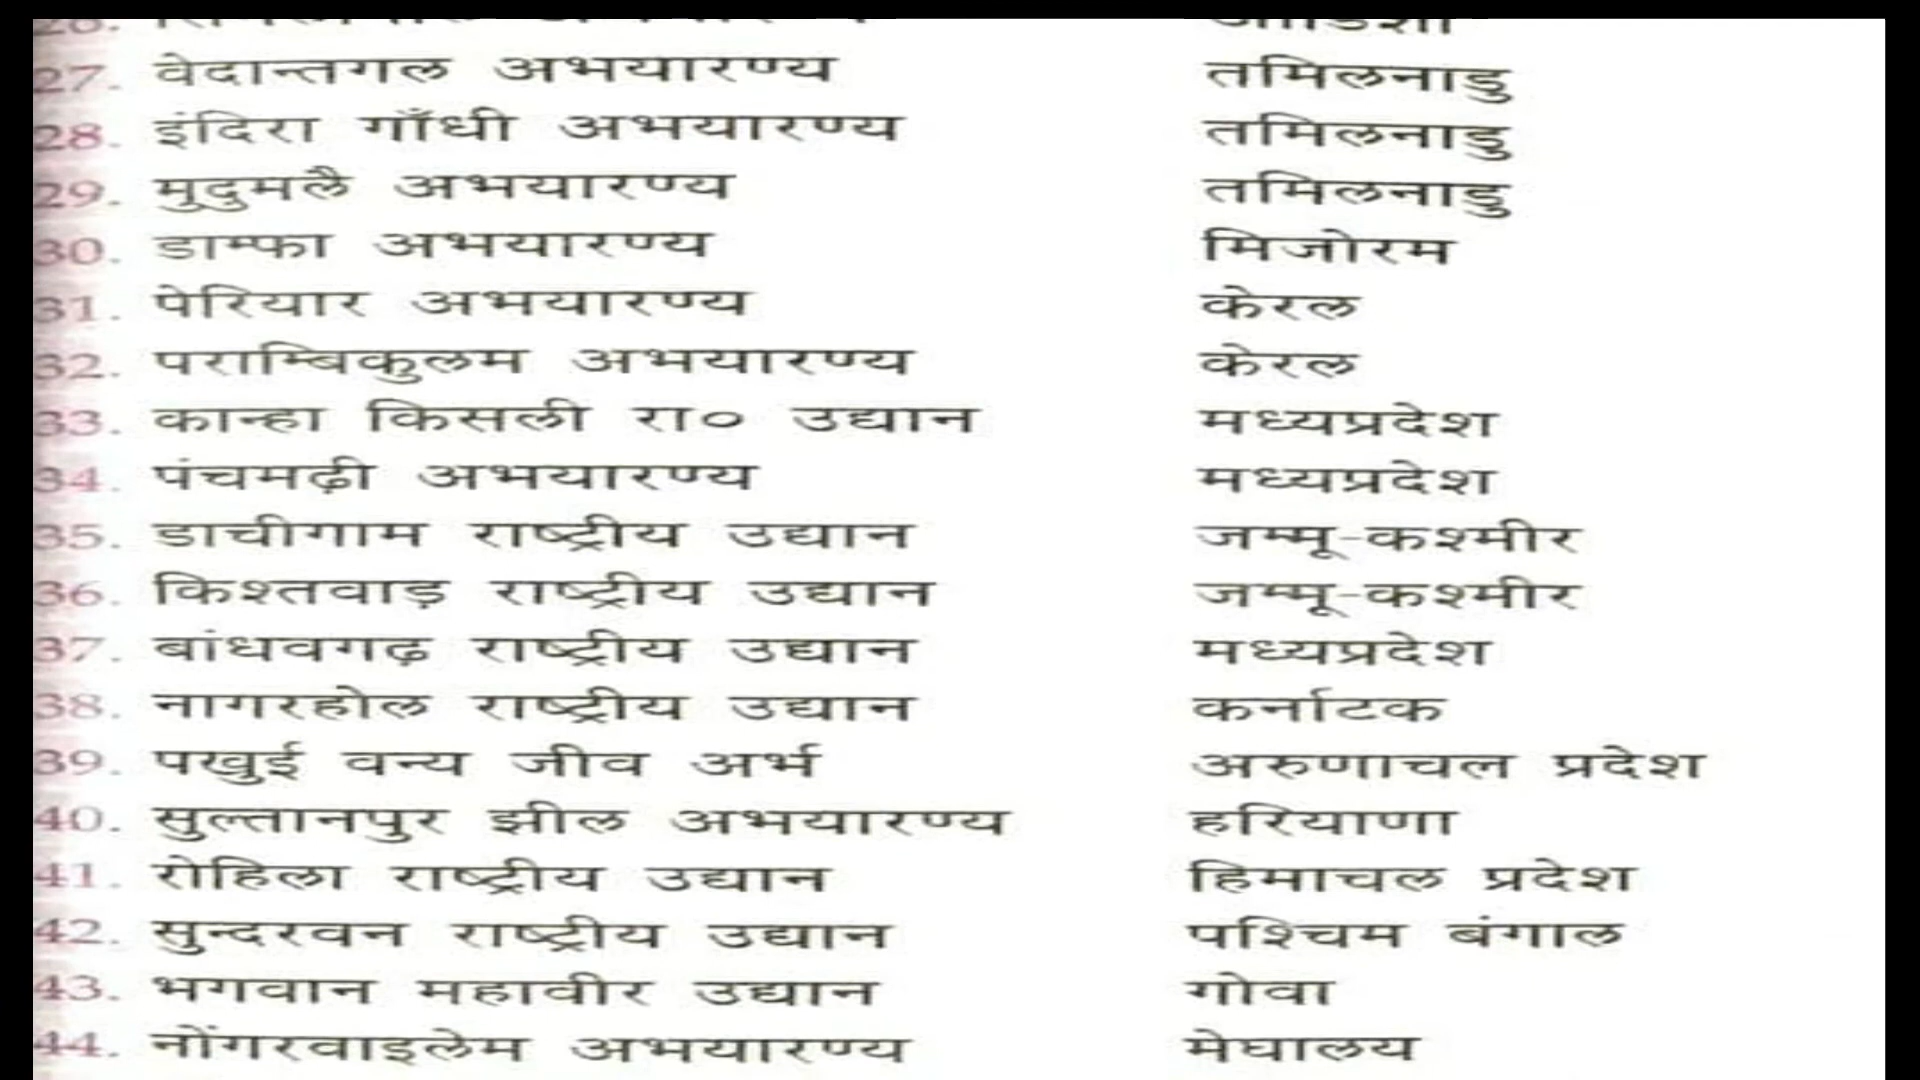 27. वेदान्तगल अभयारण्य तमिलनाडु
28. इंदिरा गाँधी अभयारण्य तमिलनाडु
29. मुदुमलै अभयारण्य तमिलनाडु
30. डाम्फा अभयारण्य मिजोरम
31. पेरियार अभयारण्य केरल
32. पराम्बिकुलम अभयारण्य केरल
33. कान्हा किसली रा० उद्यान मध्यप्रदेश
34. पंचमढ़ी अभयारण्य मध्यप्रदेश
35. डाचीगाम राष्ट्रीय उद्यान जम्मू-कश्मीर
36. किश्तवाड़ राष्ट्रीय उद्यान जम्मू-कश्मीर
37. बांधवगढ़ राष्ट्रीय उद्यान मध्यप्रदेश
38. नागरहोल राष्ट्रीय उद्यान कर्नाटक
39. पखुई वन्य जीव अर्भ अरुणाचल प्रदेश
40. सुल्तानपुर झील अभयारण्य हरियाणा
41. रोहिला राष्ट्रीय उद्यान हिमाचल प्रदेश
42. सुन्दरवन राष्ट्रीय उद्यान पश्चिम बंगाल
43. भगवान महावीर उद्यान गोवा
44. नोंगरवाइलेम अभयारण्य मेघालय